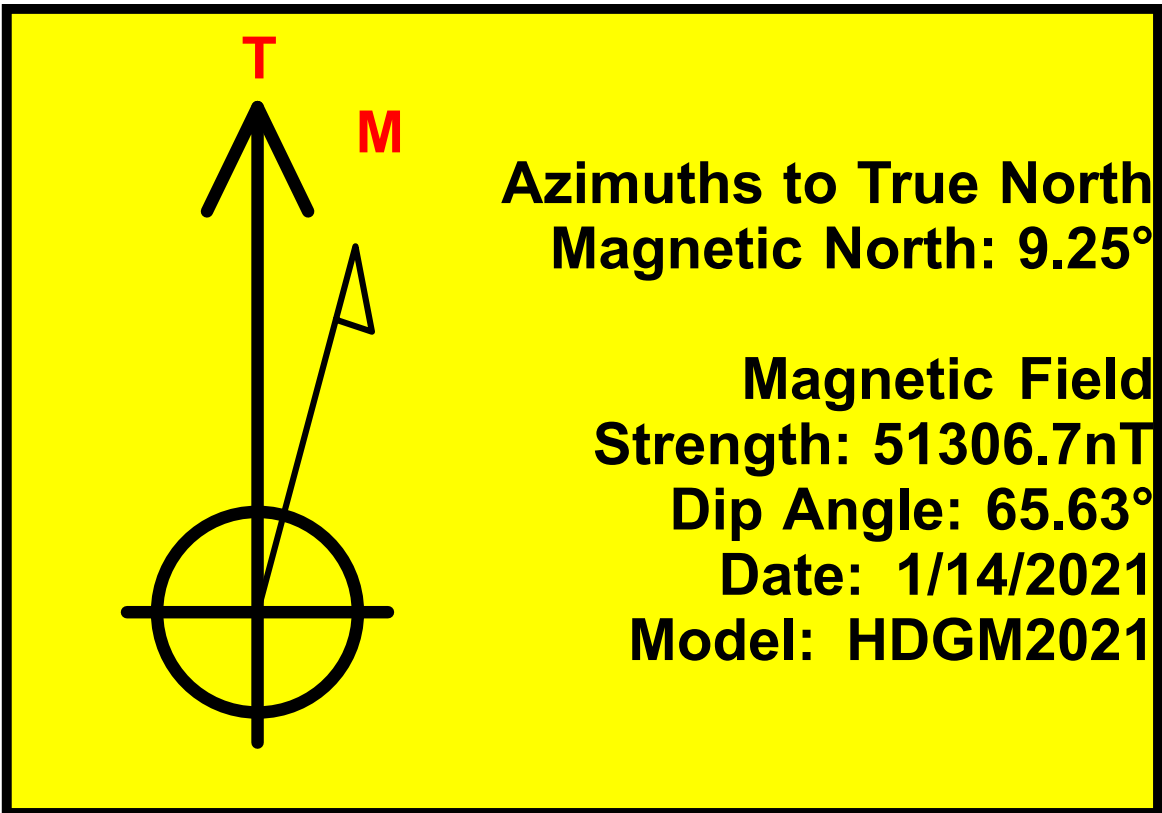 T
M
Azimuths to True North
Magnetic North: 9.25°
Magnetic Field
Strength: 51306.7nT
Dip Angle: 65.63°
Date: 1/14/2021
Model: HDGM2021